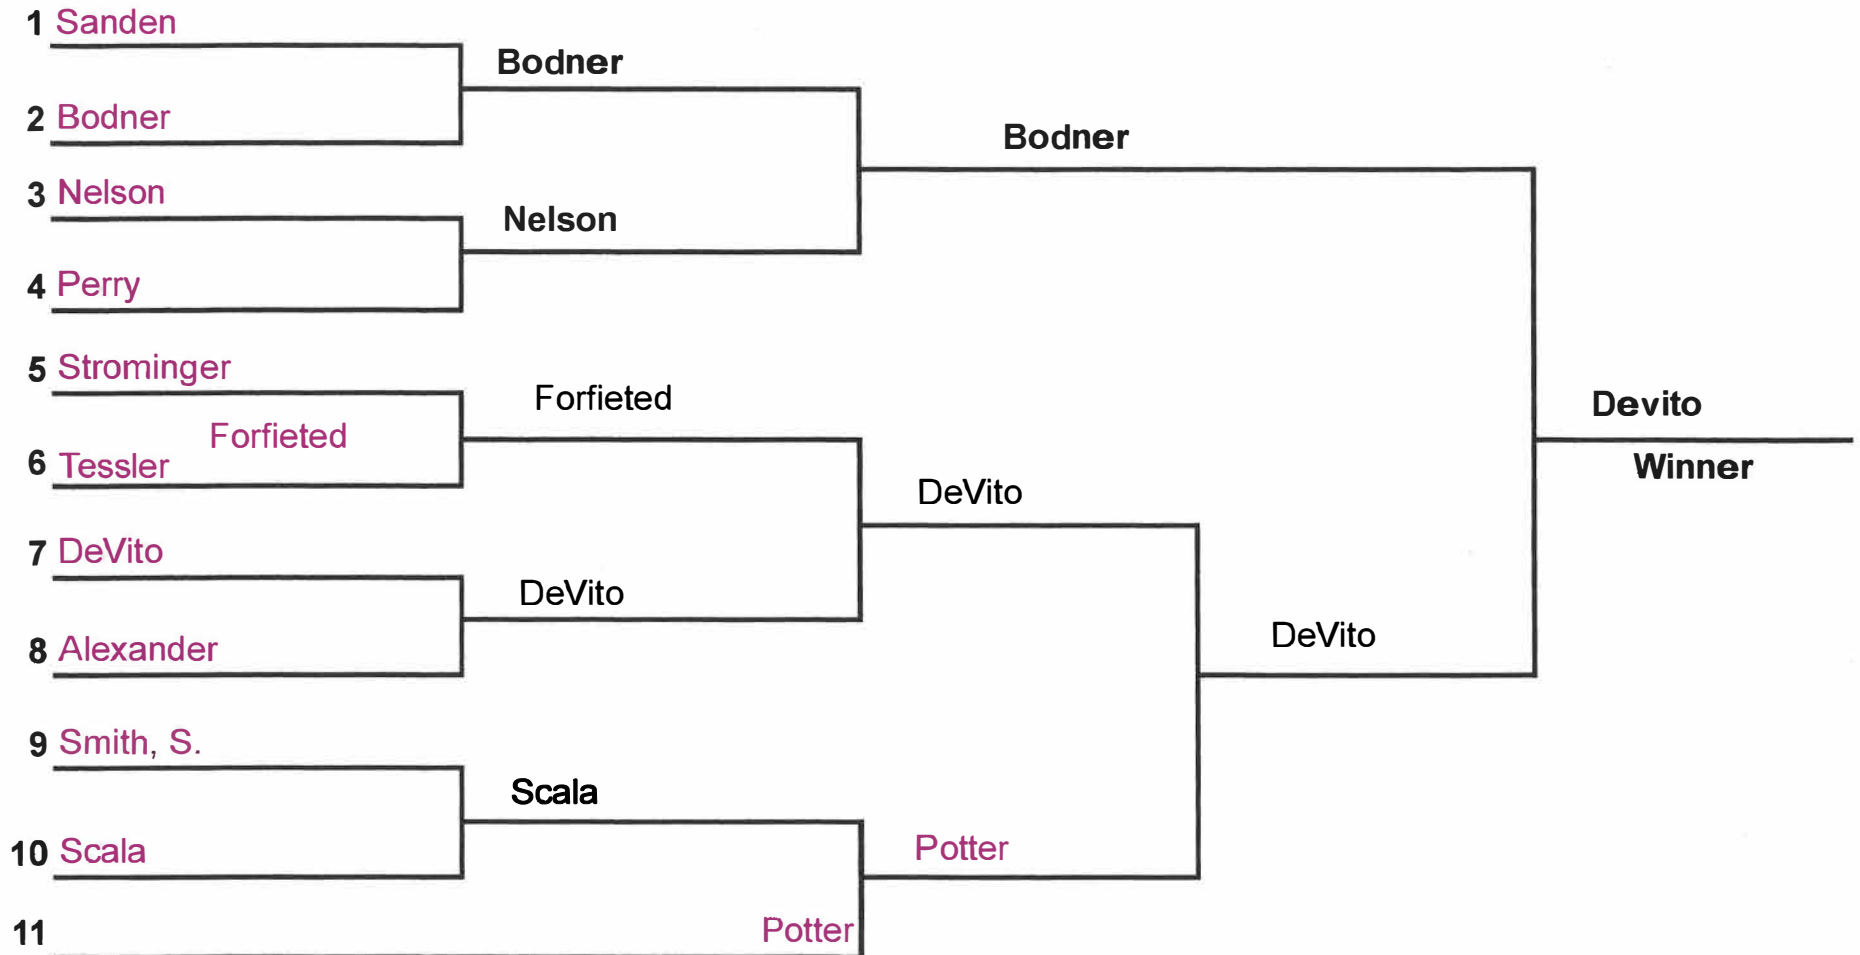 1 Sanden
Bodner
2 Bodner
Bodner
3 Nelson
Nelson
4 Perry
5 Strominger
Forfieted
Devito
Forfieted
6 Tessler
Winner
DeVito
7 DeVito
DeVito
DeVito
8 Alexander
9 Smith, S.
Scala
10 Scala
Potter
11 Potter